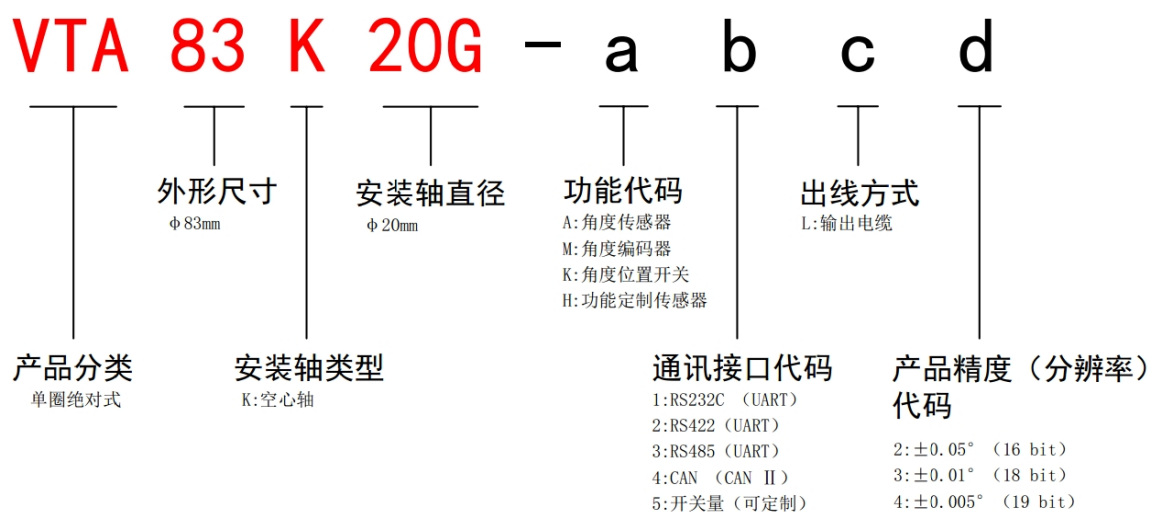 VTA 83 K 20G - a b c d
外形尺寸
φ83mm
安装轴直径
φ20mm
功能代码
A:角度传感器
M:角度编码器
K:角度位置开关
H:功能定制传感器
出线方式
L:输出电缆
产品分类
单圈绝对式
安装轴类型
K:空心轴
通讯接口代码
1:RS232C （UART）
2:RS422（UART）
3:RS485（UART）
4:CAN （CAN Ⅱ）
5:开关量（可定制）
产品精度（分辨率）
代码
2:±0.05° （16 bit）
3:±0.01° （18 bit）
4:±0.005° （19 bit）